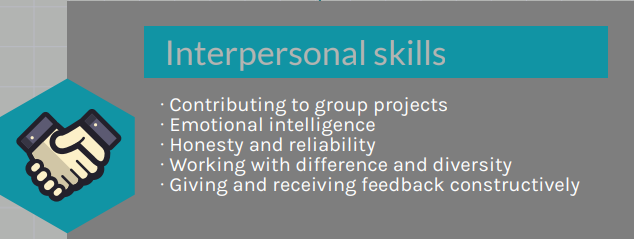 Interpersonal skills
· Contributing to group projects
· Emotional intelligence
· Honesty and reliability
· Working with difference and diversity
· Giving and receiving feedback constructively